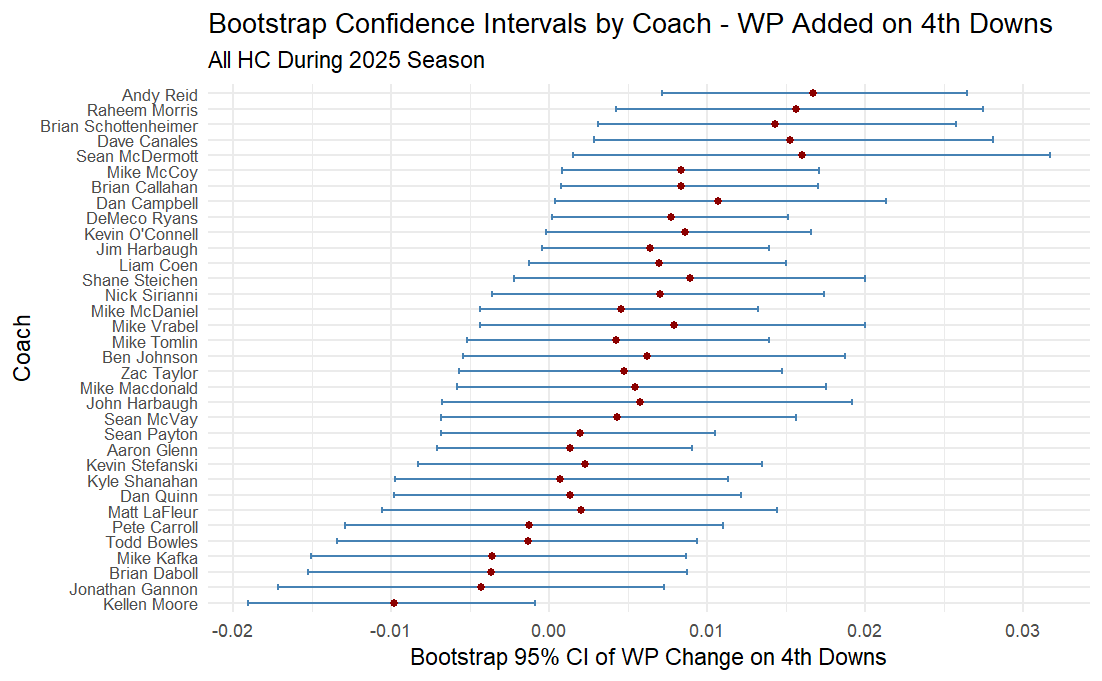 Bootstrap Confidence Intervals by Coach - WP Added on 4th Downs
All HC During 2025 Season
Coach
Andy Reid
Raheem Morris
Brian Schottenheimer
Dave Canales
Sean McDermott
Mike McCoy
Brian Callahan
Dan Campbell
DeMeco Ryans
Kevin O'Connell
Jim Harbaugh
Liam Coen
Shane Steichen
Nick Sirianni
Mike McDaniel
Mike Vrabel
Mike Tomlin
Ben Johnson
Zac Taylor
Mike Macdonald
John Harbaugh
Sean McVay
Sean Payton
Aaron Glenn
Kevin Stefanski
Kyle Shanahan
Dan Quinn
Matt LaFleur
Pete Carroll
Todd Bowles
Mike Kafka
Brian Daboll
Jonathan Gannon
Kellen Moore
-0.02 -0.01 0.00 0.01 0.02 0.03
Bootstrap 95% CI of WP Change on 4th Downs